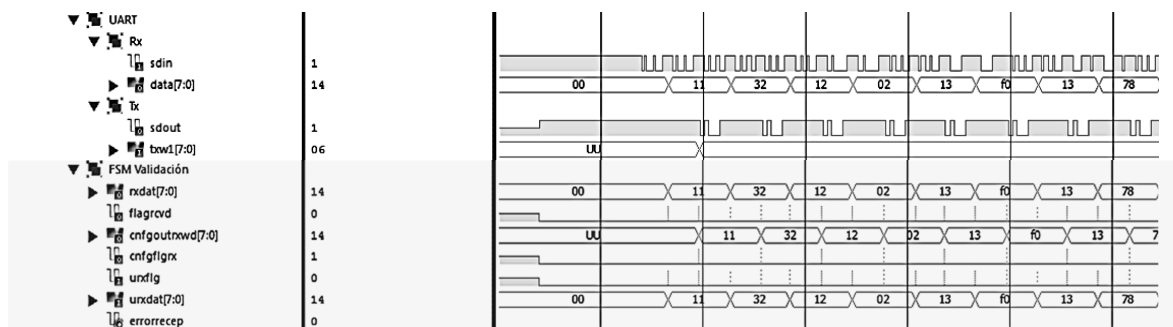 UART
Rx
sdin 1
data[7:0] 14 00 11 32 12 02 13 f0 13 78
Tx
sdout 1
txw1[7:0] 06 UU
FSM Validación
rxdat[7:0] 14 00 11 32 12 02 13 f0 13 78
flagrcvd 0
cnfgoutrxwd[7:0] 14 UU 11 32 12 02 13 f0 13 7
cnfgflgrx 1
urxflg 0
urxdat[7:0] 14 00 11 32 12 02 13 f0 13 78
errorrecep 0